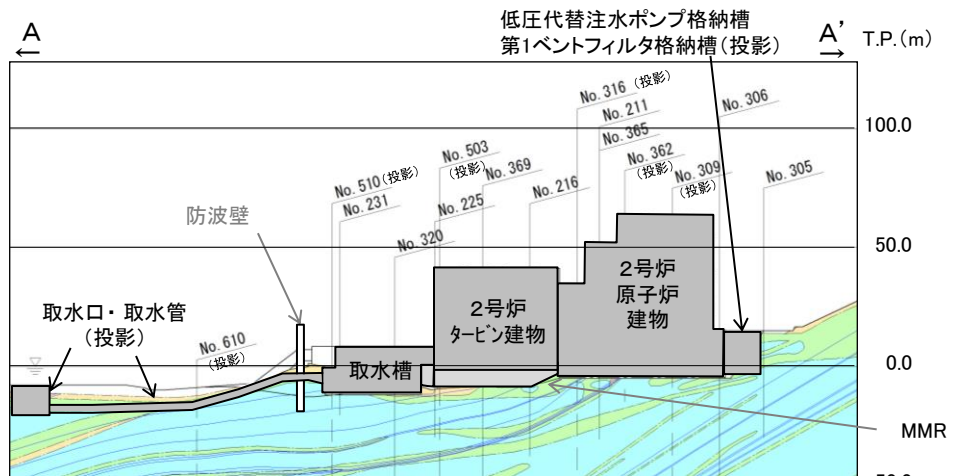 低圧代替注水ポンプ格納槽
第1ベントフィルタ格納槽(投影)
A
A’
T.P.(m)
No. 316 (投影)
No. 211
No. 306
No. 365
100.0
No. 503
(投影)
No. 369
No. 362
(投影)
No. 309
(投影)
No. 305
No. 510(投影)
No. 231
No. 225
No. 216
防波壁
No. 320
50.0
2号炉
タービン建物
2号炉
原子炉
建物
取水口・取水管
(投影)
No. 610
(投影)
取水槽
0.0
MMR